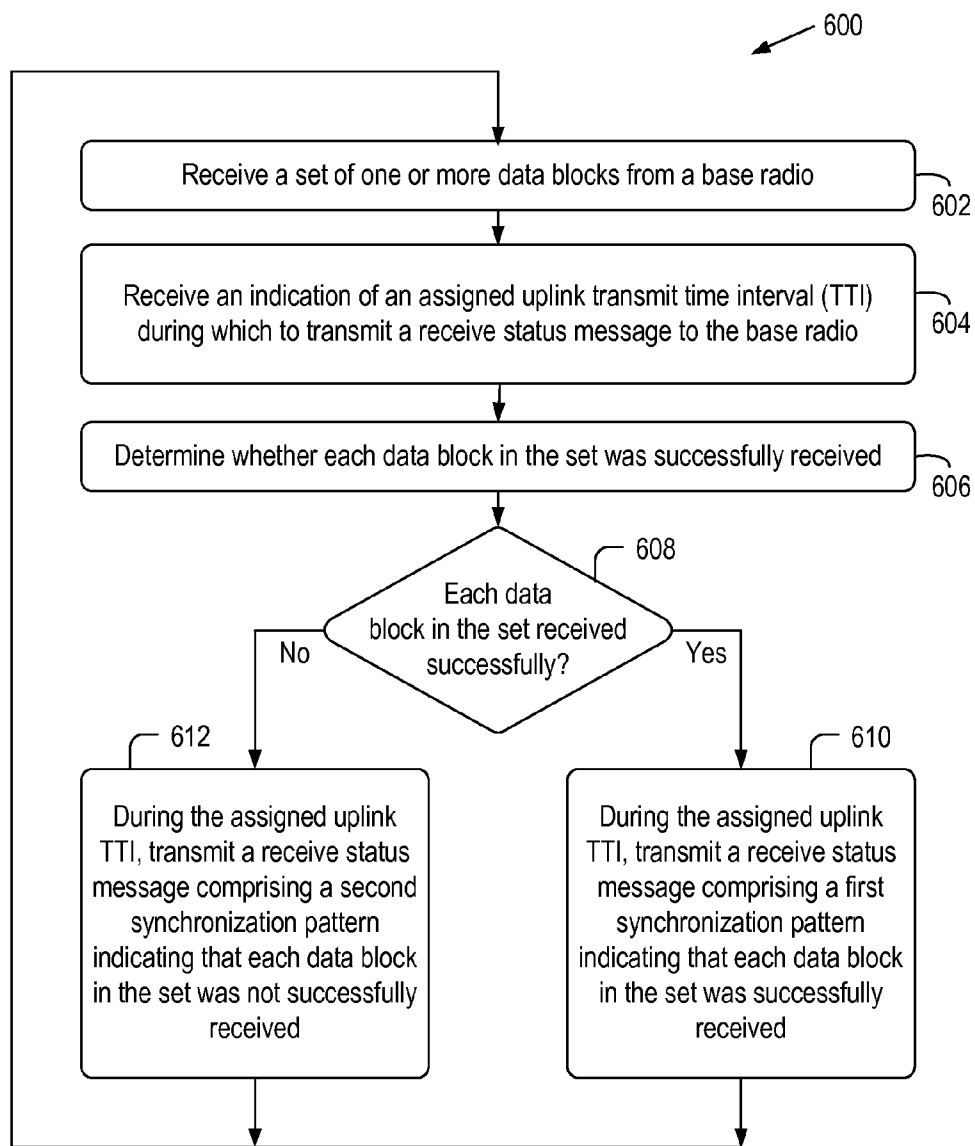 600
Receive a set of one or more data blocks from a base radio
602
Receive an indication of an assigned uplink transmit time interval (TTI)
during which to transmit a receive status message to the base radio
604
Determine whether each data block in the set was successfully received
606
608
Each data
block in the set received
successfully?
No
Yes
612
During the assigned uplink
TTI, transmit a receive status
message comprising a second
synchronization pattern
indicating that each data block
in the set was not successfully
received
610
During the assigned uplink
TTI, transmit a receive status
message comprising a first
synchronization pattern
indicating that each data block
in the set was successfully
received